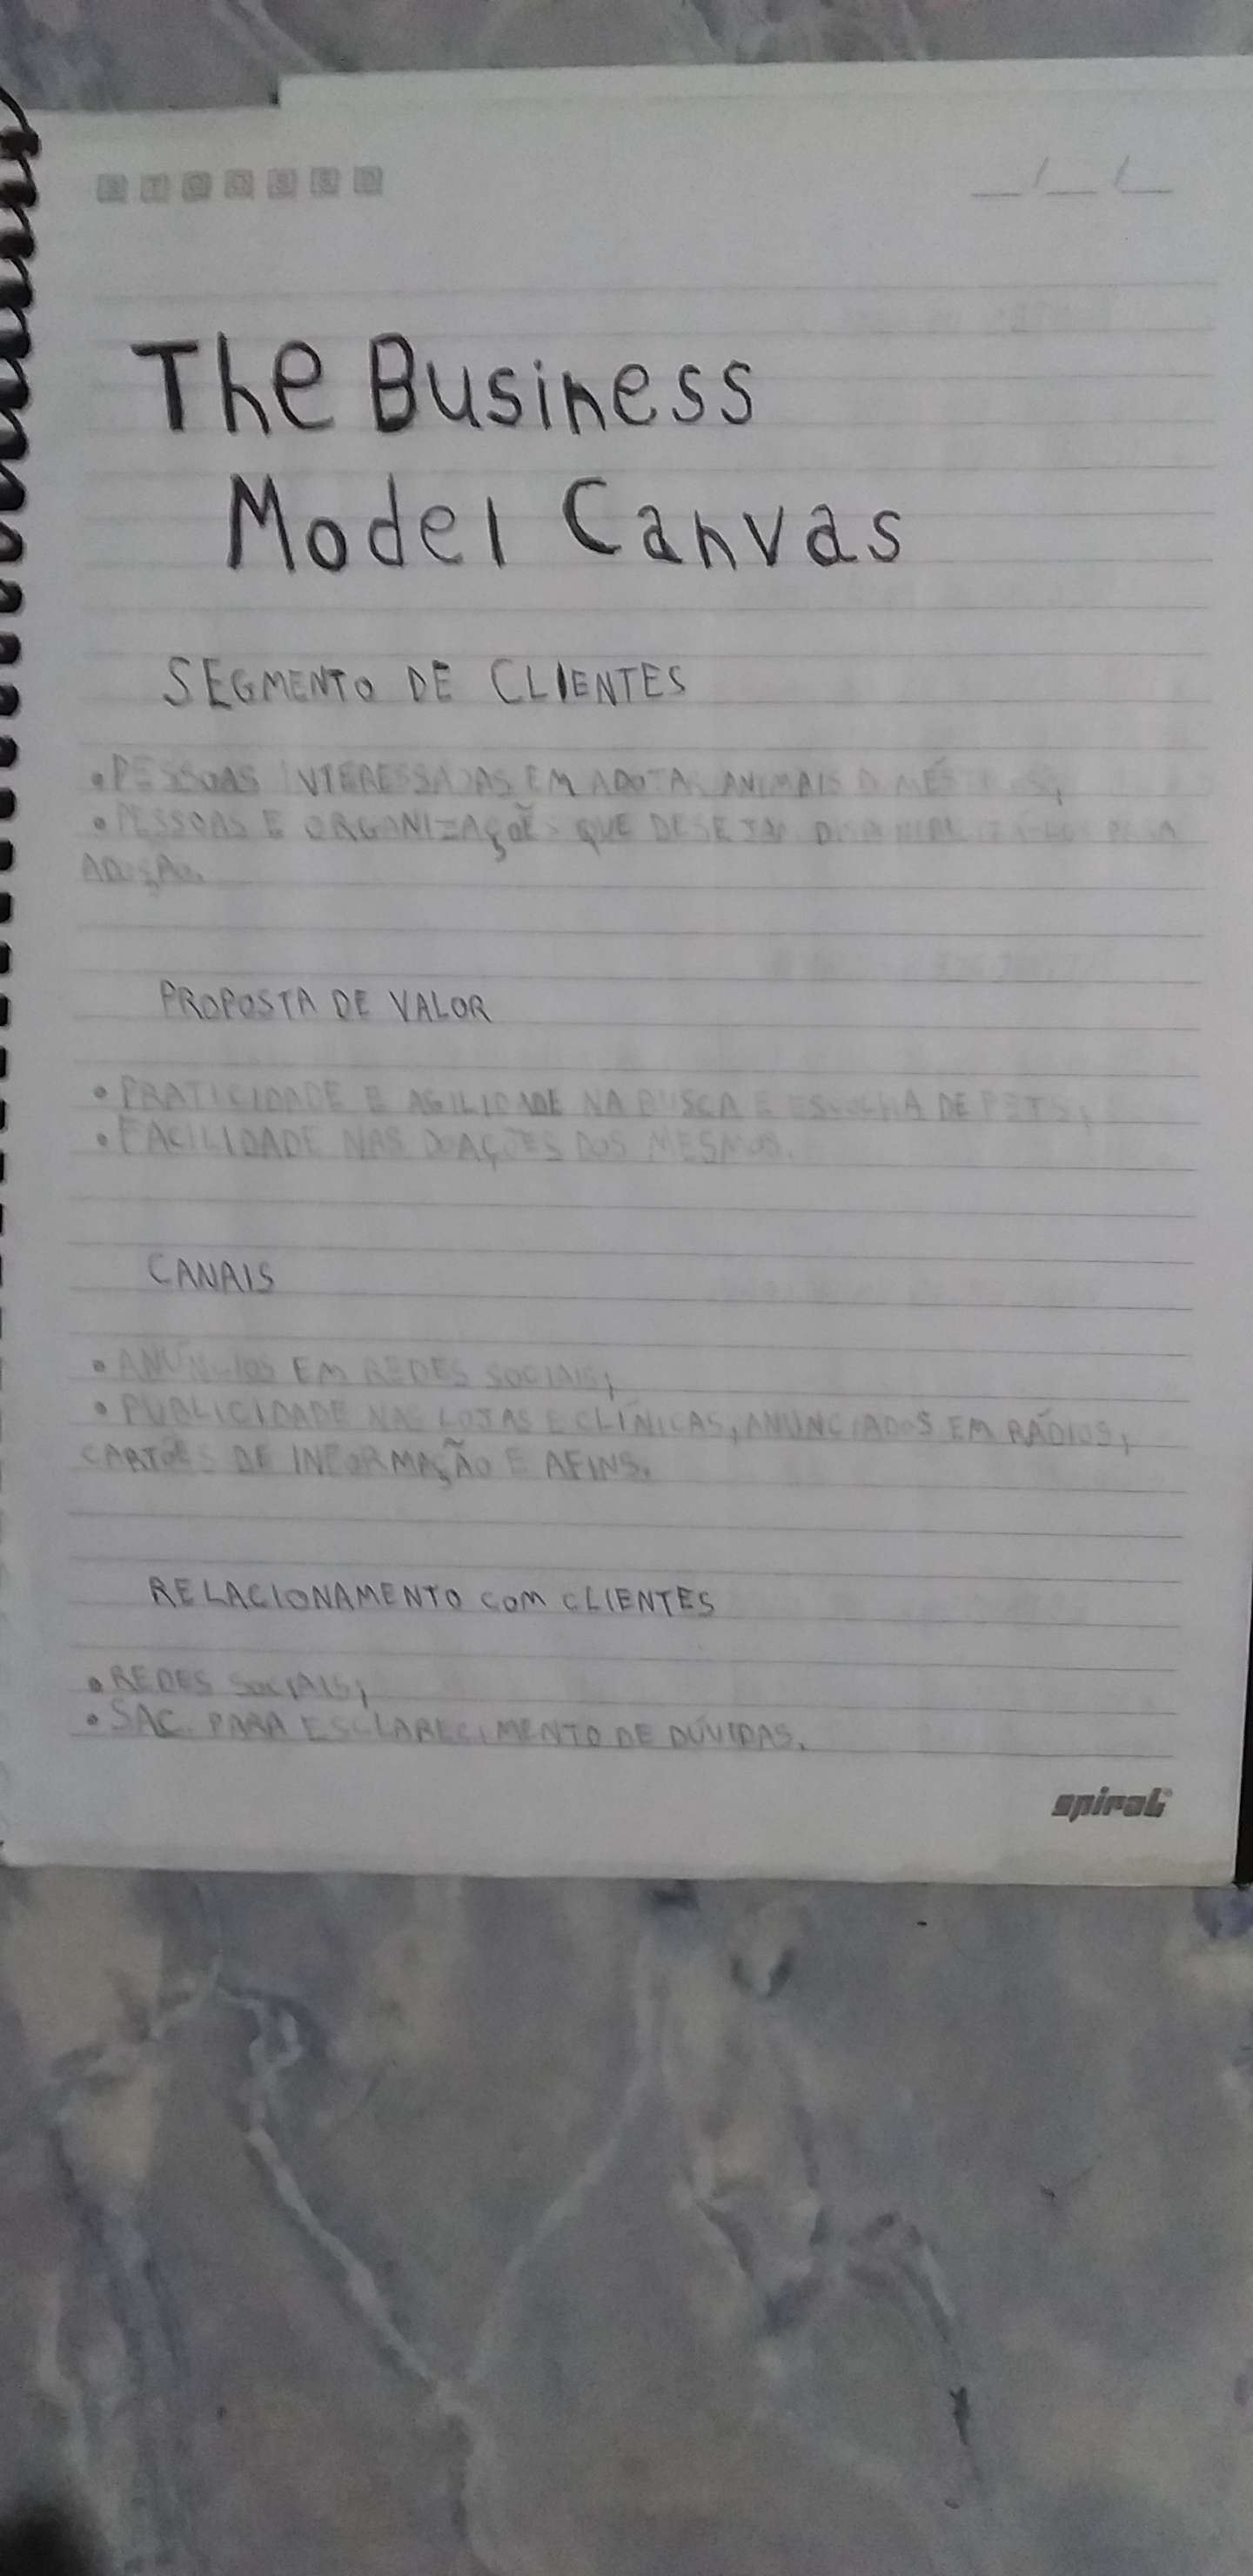 D S T Q Q S S
__/__/__
The Business
Model Canvas
SEGMENTO DE CLIENTES
• PESSOAS INTERESSADAS EM ADOTAR ANIMAIS DOMÉSTICOS;
• PESSOAS E ORGANIZAÇÕES QUE DESEJAM DISPONIBILIZÁ-LOS PARA
ADOÇÃO.
PROPOSTA DE VALOR
• PRATICIDADE E AGILIDADE NA BUSCA E ESCOLHA DE PETS;
• FACILIDADE NAS DOAÇÕES DOS MESMOS.
CANAIS
• ANÚNCIOS EM REDES SOCIAIS;
• PUBLICIDADE NAS LOJAS E CLÍNICAS, ANUNCIADOS EM RÁDIOS,
CARTÕES DE INFORMAÇÃO E AFINS.
RELACIONAMENTO COM CLIENTES
• REDES SOCIAIS;
• SAC PARA ESCLARECIMENTO DE DÚVIDAS.
spiral